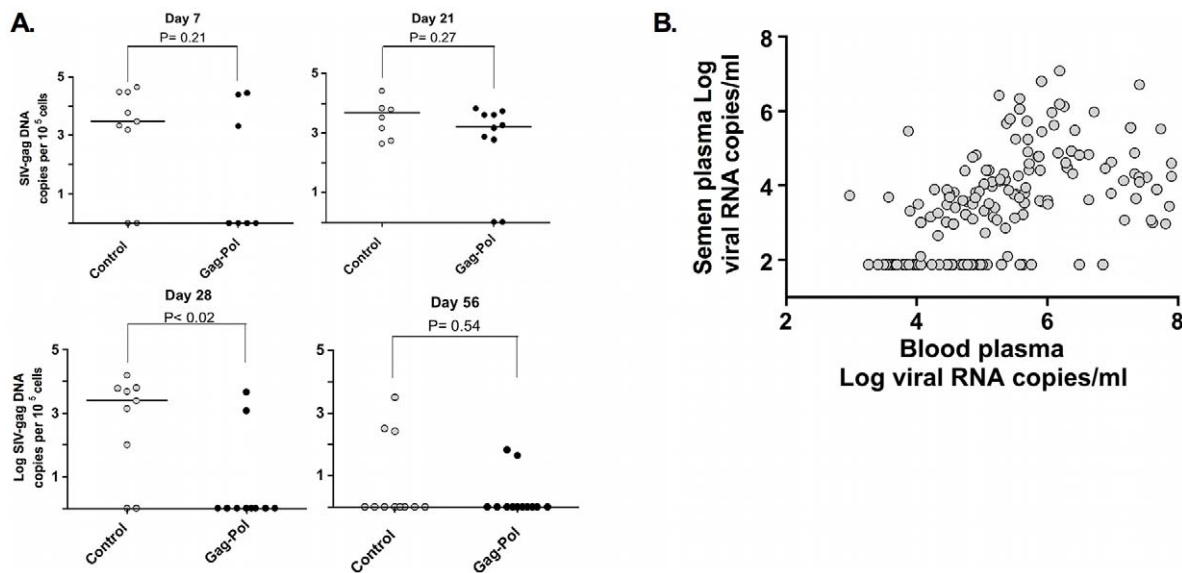 A.
Day 7
P= 0.21
SIV-gag DNA
copies per 10 5 cells
5
3
1
Control
Gag-Pol
Day 21
P= 0.27
5
3
1
Control
Gag-Pol
Day 28
P< 0.02
Log SIV-gag DNA
copies per 10 5 cells
5
3
1
Control
Gag-Pol
Day 56
P= 0.54
5
3
1
Control
Gag-Pol
B.
Semen plasma Log
viral RNA copies/ml
8
6
4
2
2 4 6 8
Blood plasma
Log viral RNA copies/ml